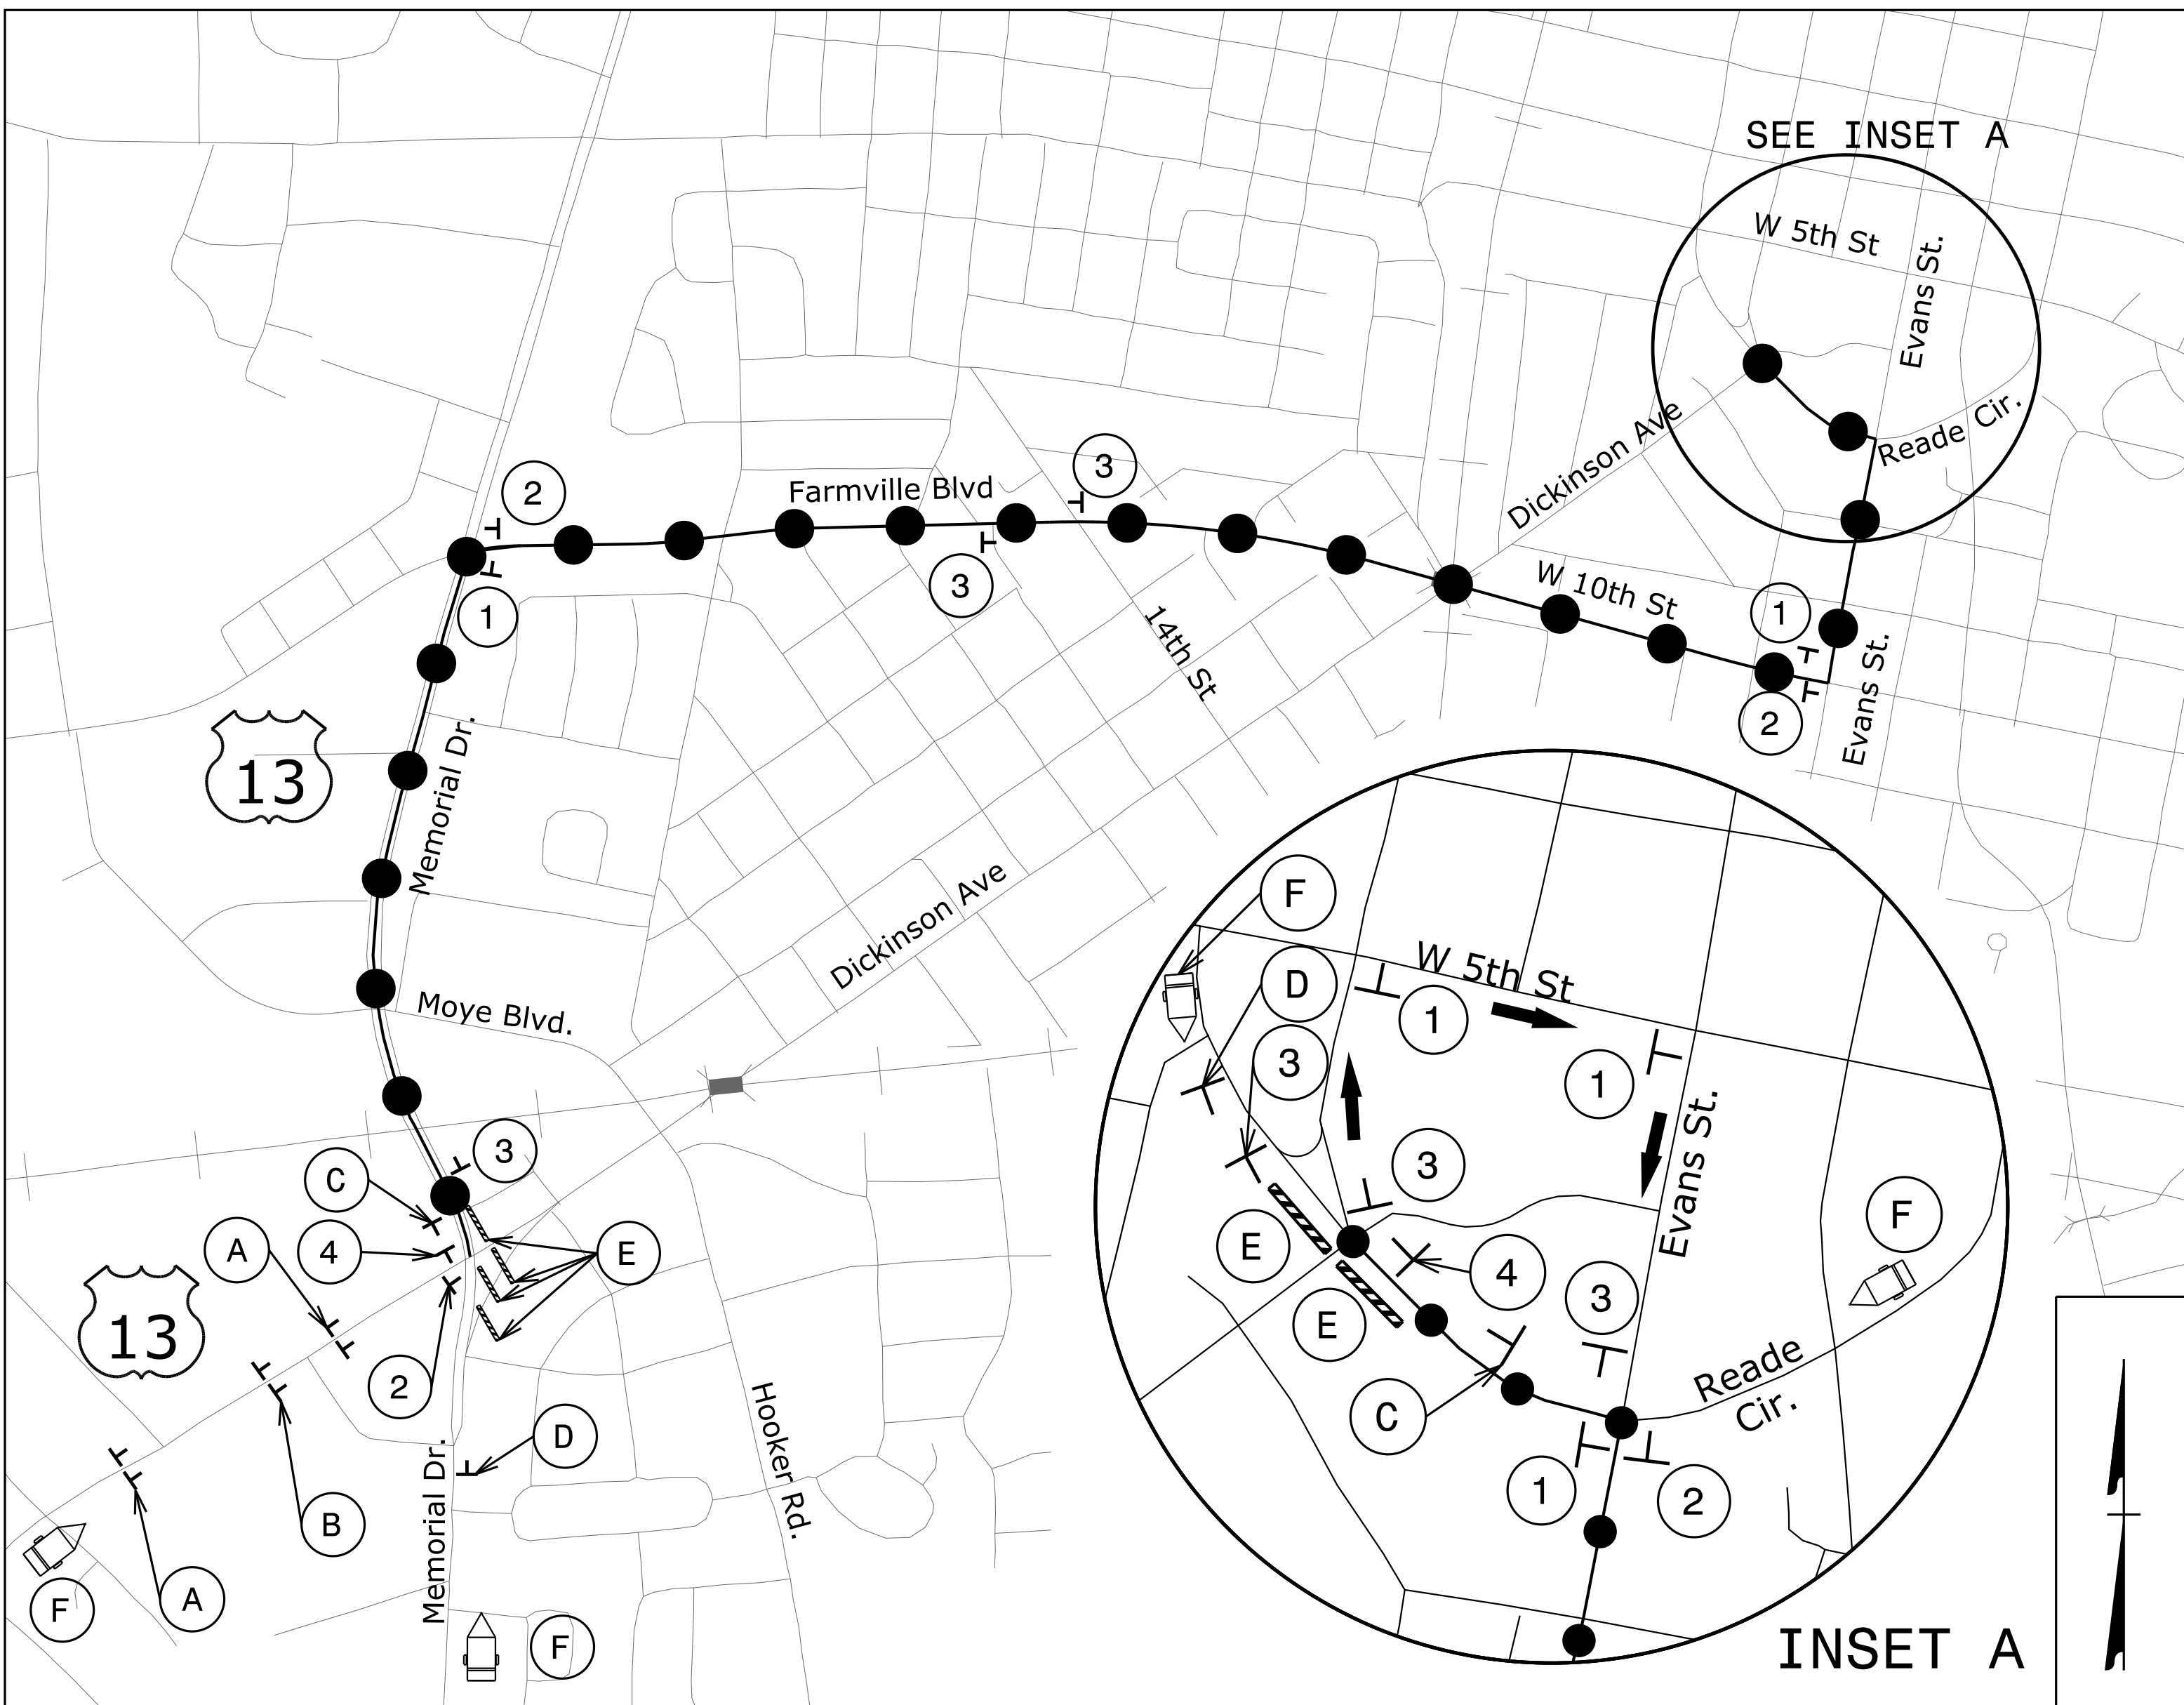 SEE INSET A
W 5th St
Evans St.
Reade Cir.
Dickinson Ave
2
Farmville Blvd
3
1
3
14th St
W 10th St
1
2
Evans St.
13
Memorial Dr.
Dickinson Ave
Moye Blvd.
3
C
4
A
E
13
2
D
B
A
F
Memorial Dr.
F
Hooker Rd.
F
D
3
W 5th St
1
1
Evans St.
3
F
E
4
E
3
C
Reade
Cir.
1
2
INSET A